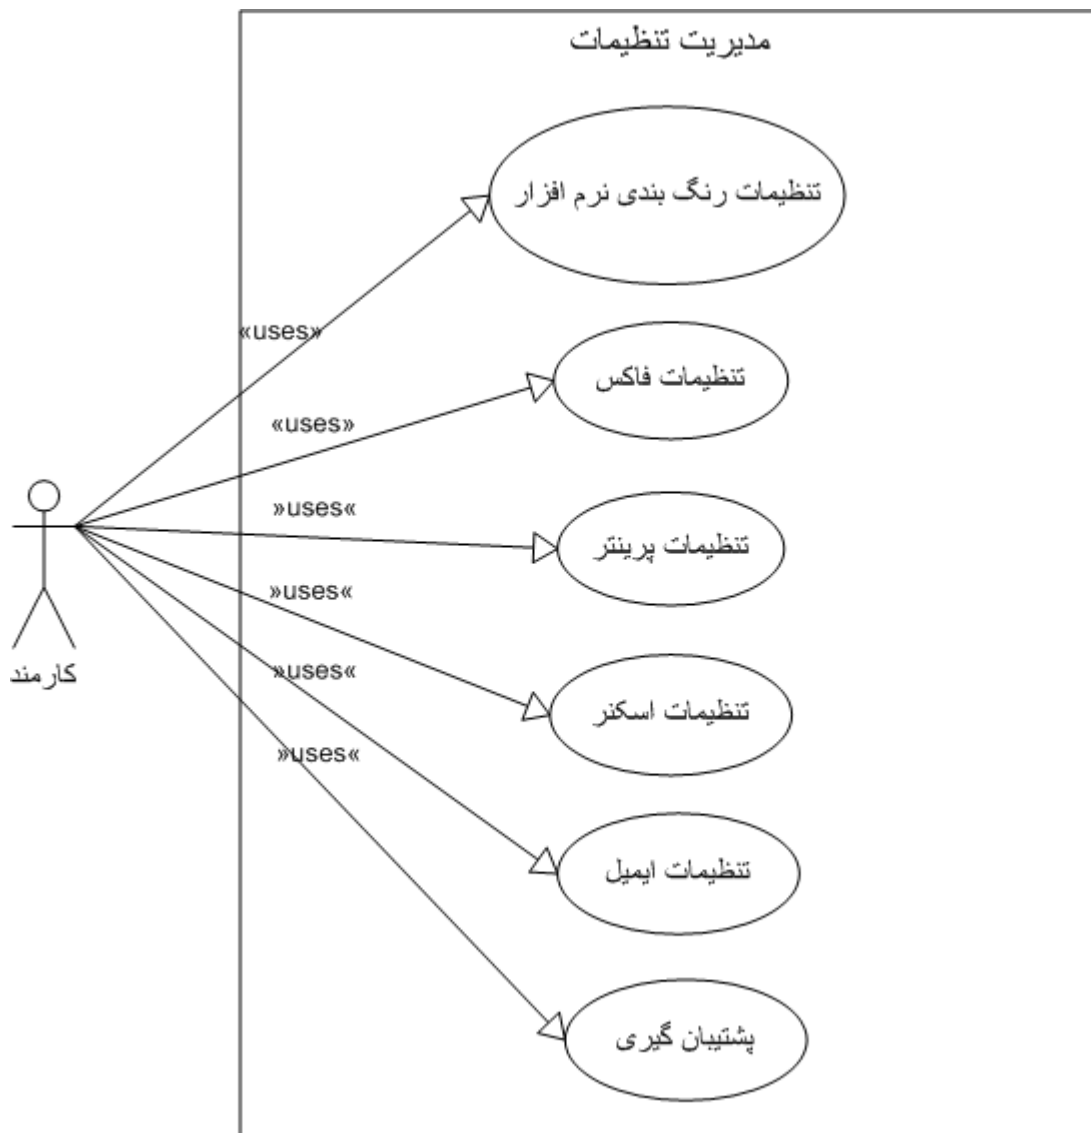 مدیریت تنظیمات
تنظیمات رنگ بندی نرم افزار
«uses»
تنظیمات فاکس
«uses»
»uses«
تنظیمات پرینتر
»uses«
کارمند
»uses«
تنظیمات اسکنر
»uses«
تنظیمات ایمیل
پشتیبان گیری